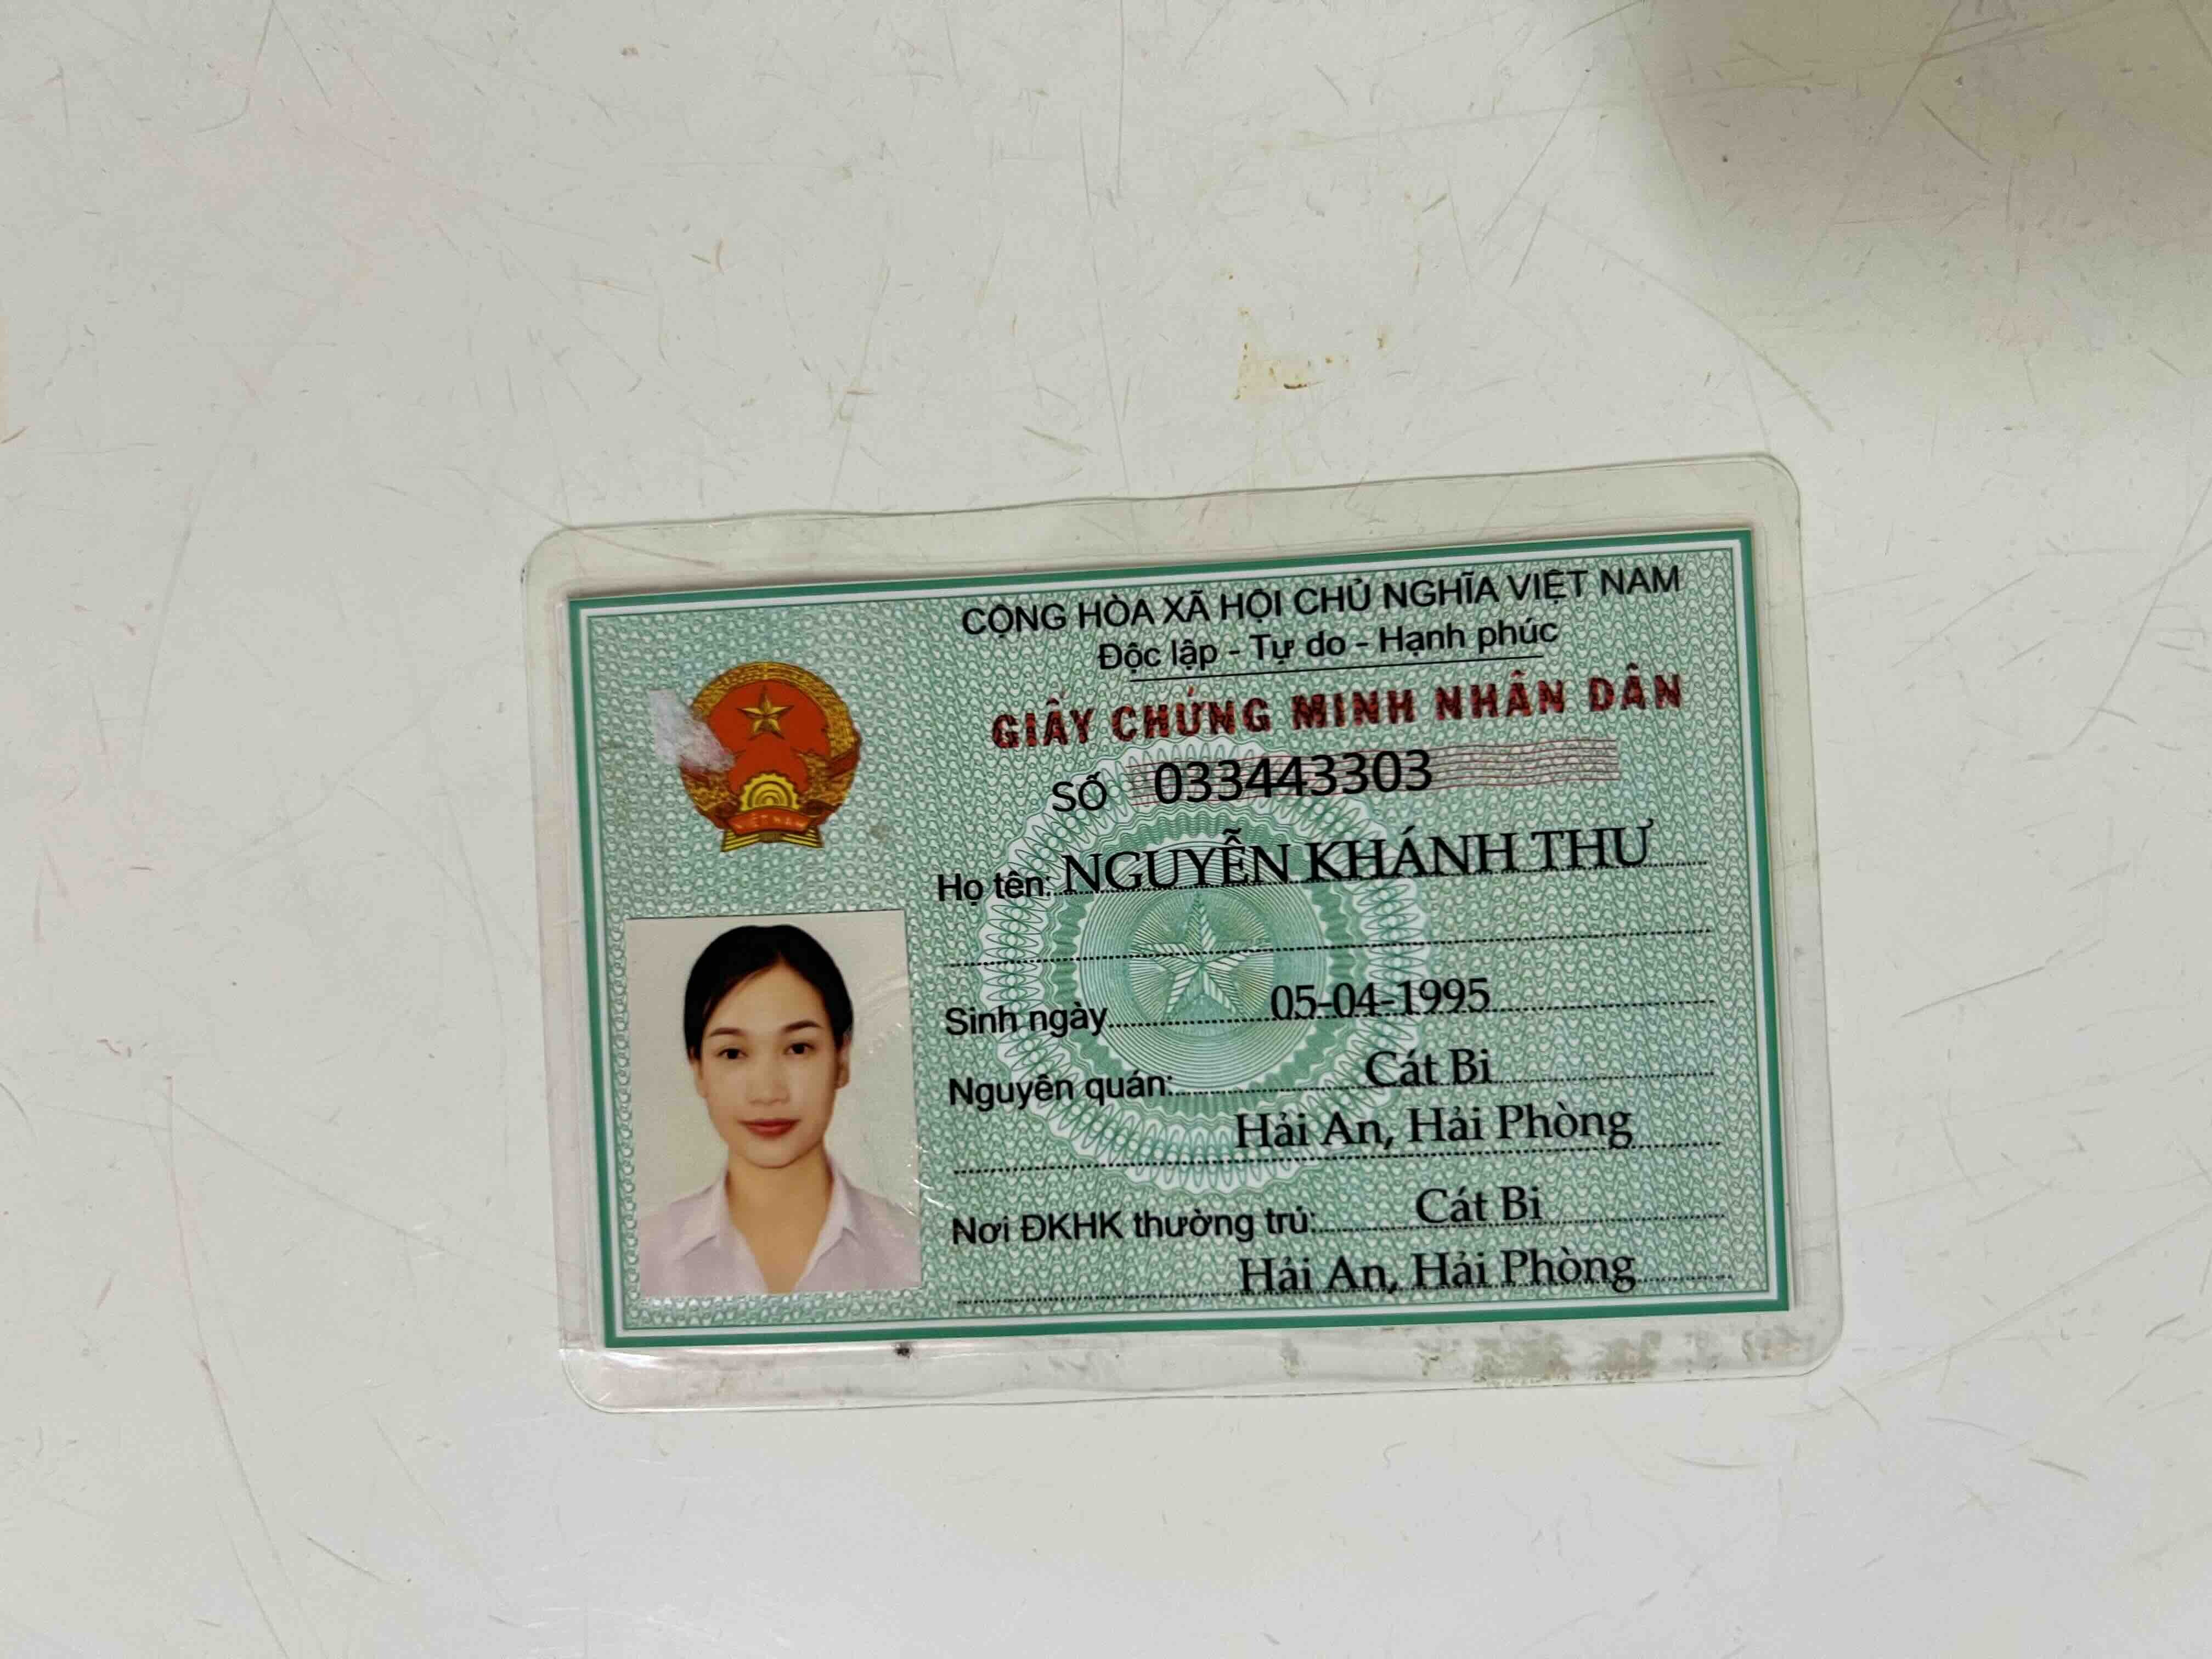 CỘNG HÒA XÃ HỘI CHỦ NGHĨA VIỆT NAM
Độc lập - Tự do - Hạnh phúc
GIẤY CHỨNG MINH NHÂN DÂN
SỐ 033443303
Họ tên: NGUYỄN KHÁNH THƯ
Sinh ngày 05-04-1995
Nguyên quán: Cát Bi
Hải An, Hải Phòng
Nơi ĐKHK thường trú: Cát Bi
Hải An, Hải Phòng
VIỆT NAM